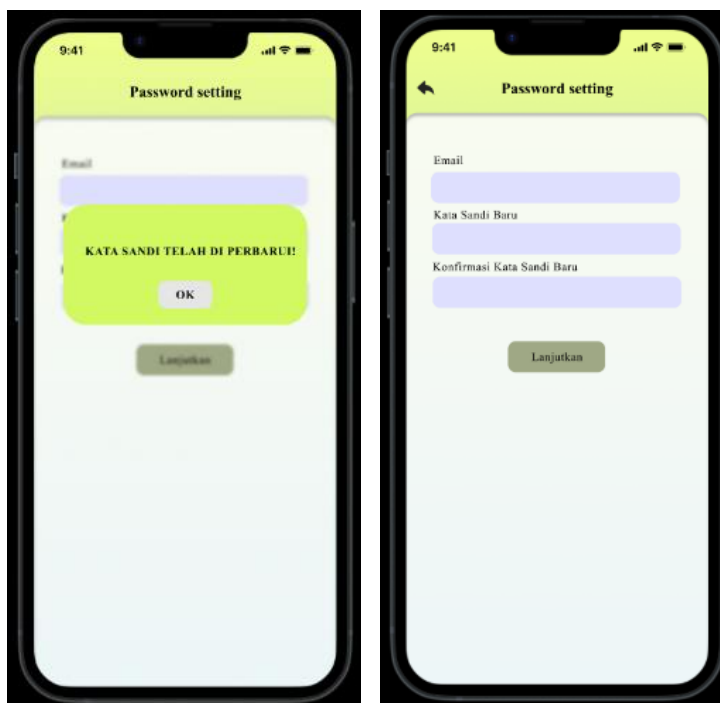 9:41
Password setting
Email
KATA SANDI TELAH DI PERBARUI!
OK
Lanjutkan
9:41
Password setting
Email
Kata Sandi Baru
Konfirmasi Kata Sandi Baru
Lanjutkan